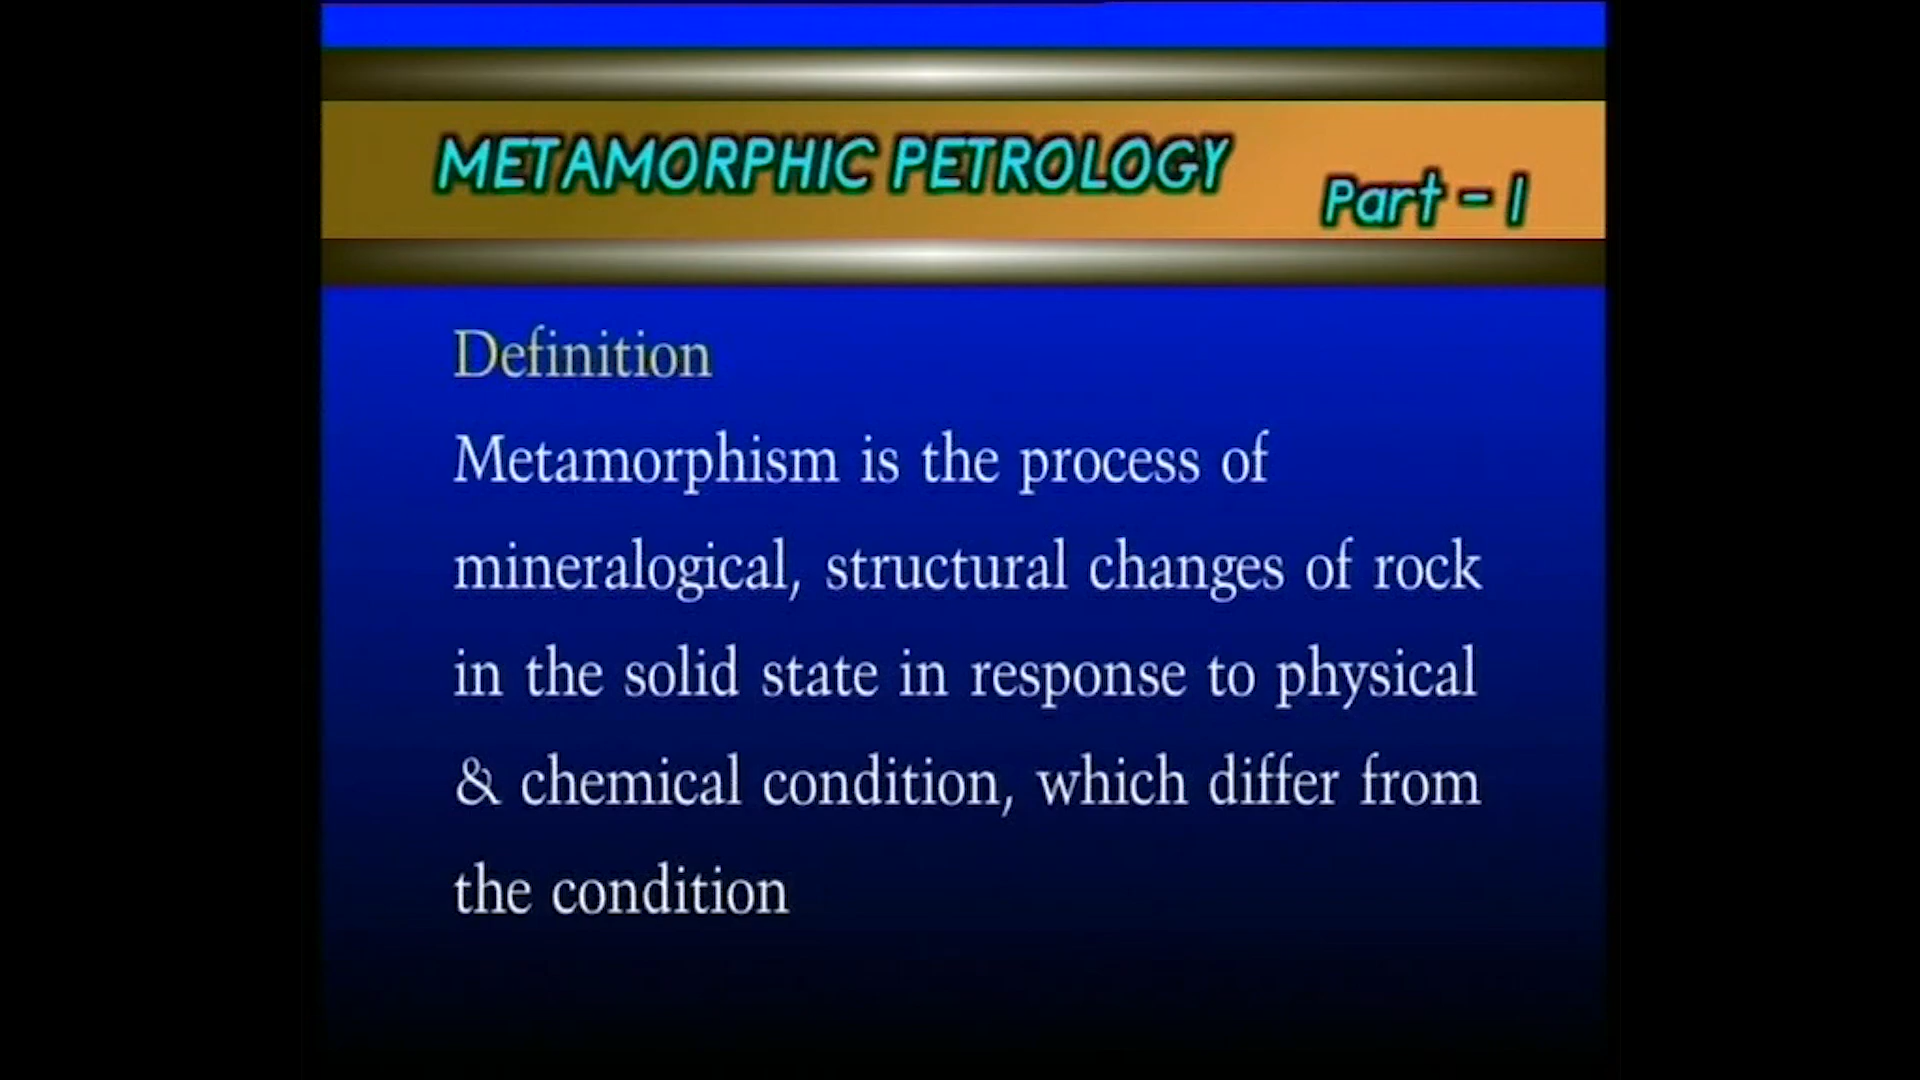 METAMORPHIC PETROLOGY
Part - 1
Definition
Metamorphism is the process of
mineralogical, structural changes of rock
in the solid state in response to physical
& chemical condition, which differ from
the condition